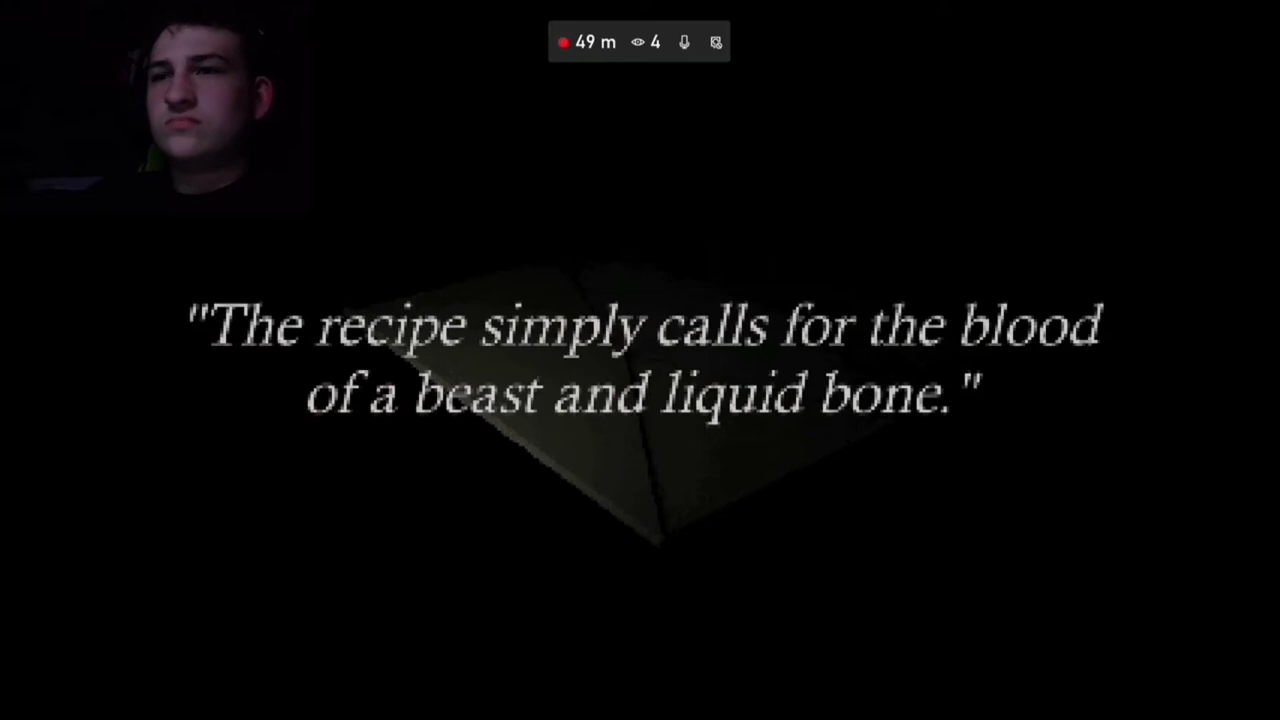 49 m 4
"The recipe simply calls for the blood
of a beast and liquid bone."